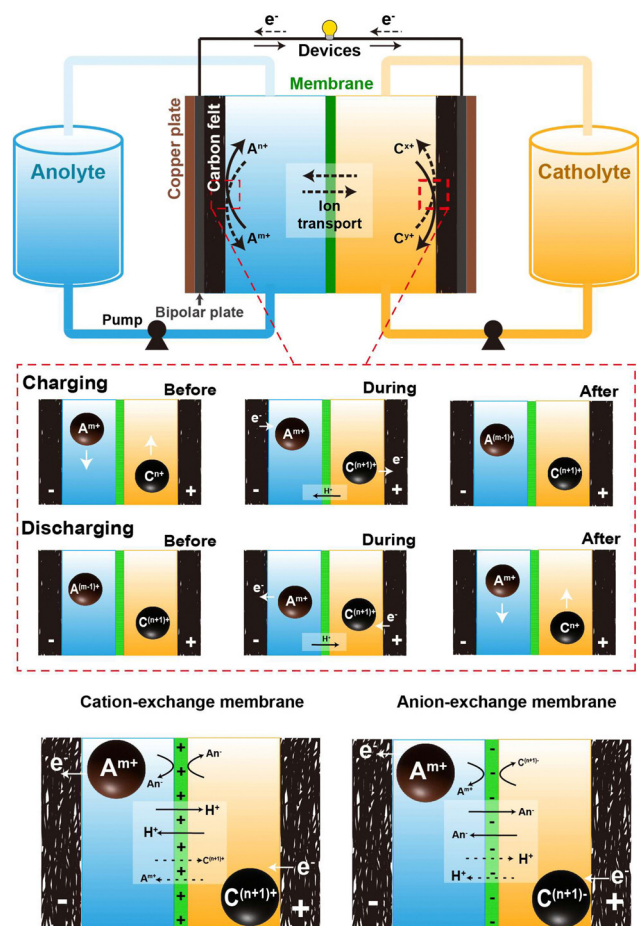 e⁻ e⁻
Devices
Membrane
Copper plate
Carbon felt
Anolyte
Catholyte
Aⁿ⁺
Cˣ⁺
Ion
transport
Aᵐ⁺
Cʸ⁺
Pump
Bipolar plate
Charging
Before During After
Aᵐ⁺ Cⁿ⁺ - +
e⁻ Aᵐ⁺ C⁽ⁿ⁺¹⁾⁺ e⁻ H⁺ - +
A⁽ᵐ⁻¹⁾⁺ C⁽ⁿ⁺¹⁾⁺ - +
Discharging
Before During After
A⁽ᵐ⁻¹⁾⁺ C⁽ⁿ⁺¹⁾⁺ - +
e⁻ Aᵐ⁺ C⁽ⁿ⁺¹⁾⁺ e⁻ H⁺ - +
Aᵐ⁺ Cⁿ⁺ - +
Cation-exchange membrane
e⁻ Aᵐ⁺ + An⁻
An⁻ +
+ H⁺
H⁺ +
+ C⁽ⁿ⁺¹⁾⁺
Aᵐ⁺ + e⁻
- C⁽ⁿ⁺¹⁾⁺ +
Anion-exchange membrane
e⁻ Aᵐ⁺ - C⁽ⁿ⁺¹⁾⁻
Aᵐ⁺ -
- An⁻
An⁻ -
- H⁺
H⁺ - e⁻
- C⁽ⁿ⁺¹⁾⁻ +